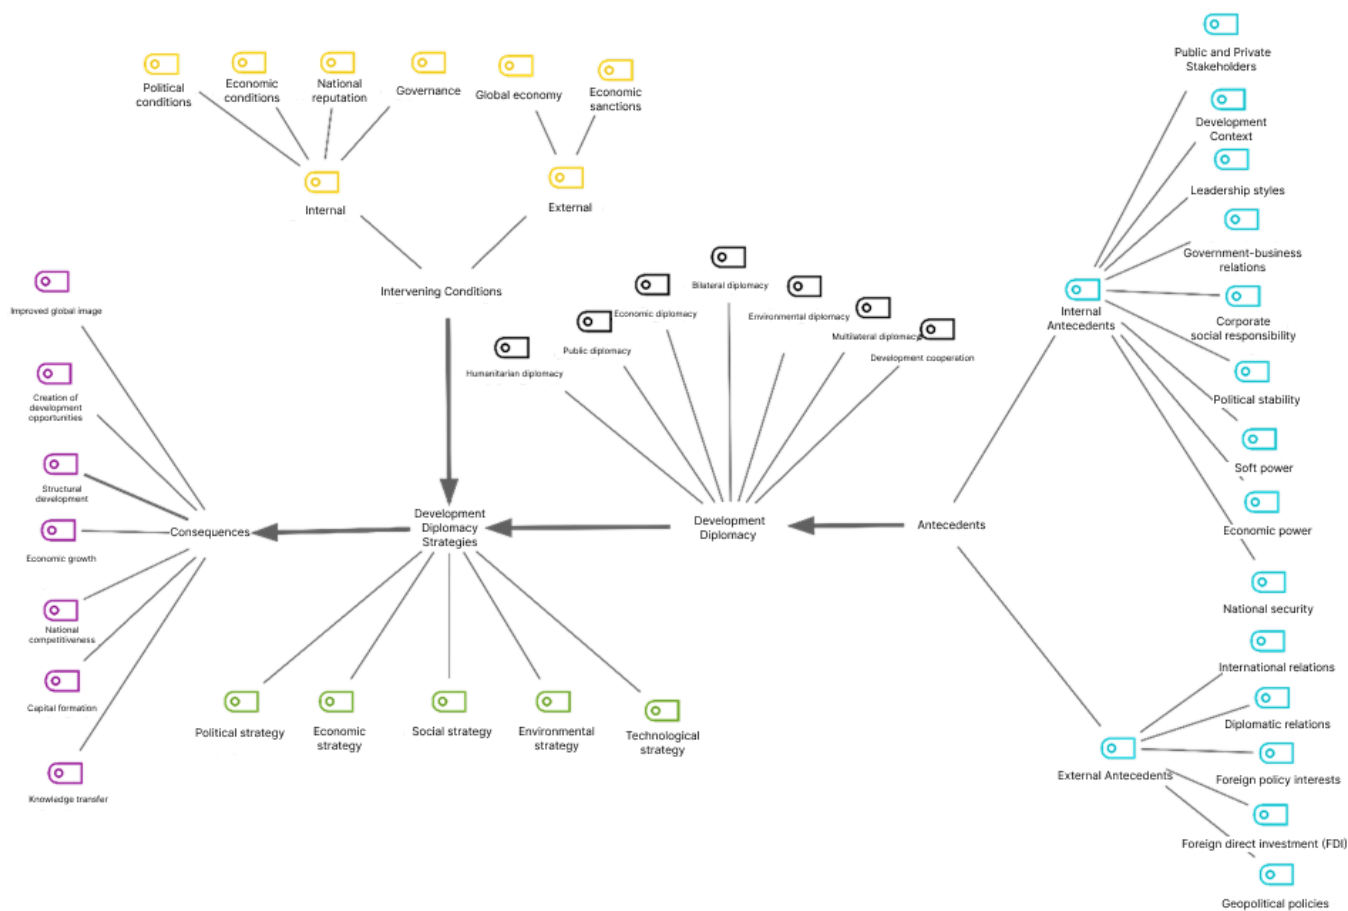 Public and Private
Stakeholders
Political
conditions
Economic
conditions
National
reputation
Governance
Global economy
Economic
sanctions
Development
Context
Leadership styles
Internal
External
Government-business
relations
Intervening Conditions
Improved global image
Humanitarian diplomacy
Public diplomacy
Economic diplomacy
Bilateral diplomacy
Environmental diplomacy
Multilateral diplomacy
Development cooperation
Internal
Antecedents
Corporate
social responsibility
Creation of
development
opportunities
Political stability
Soft power
Structural
development
Economic power
Consequences
Development
Diplomacy
Strategies
Development
Diplomacy
Antecedents
Economic growth
National
competitiveness
National security
International relations
Capital formation
Political strategy
Economic
strategy
Social strategy
Environmental
strategy
Technological
strategy
Diplomatic relations
External Antecedents
Foreign policy interests
Knowledge transfer
Foreign direct investment (FDI)
Geopolitical policies